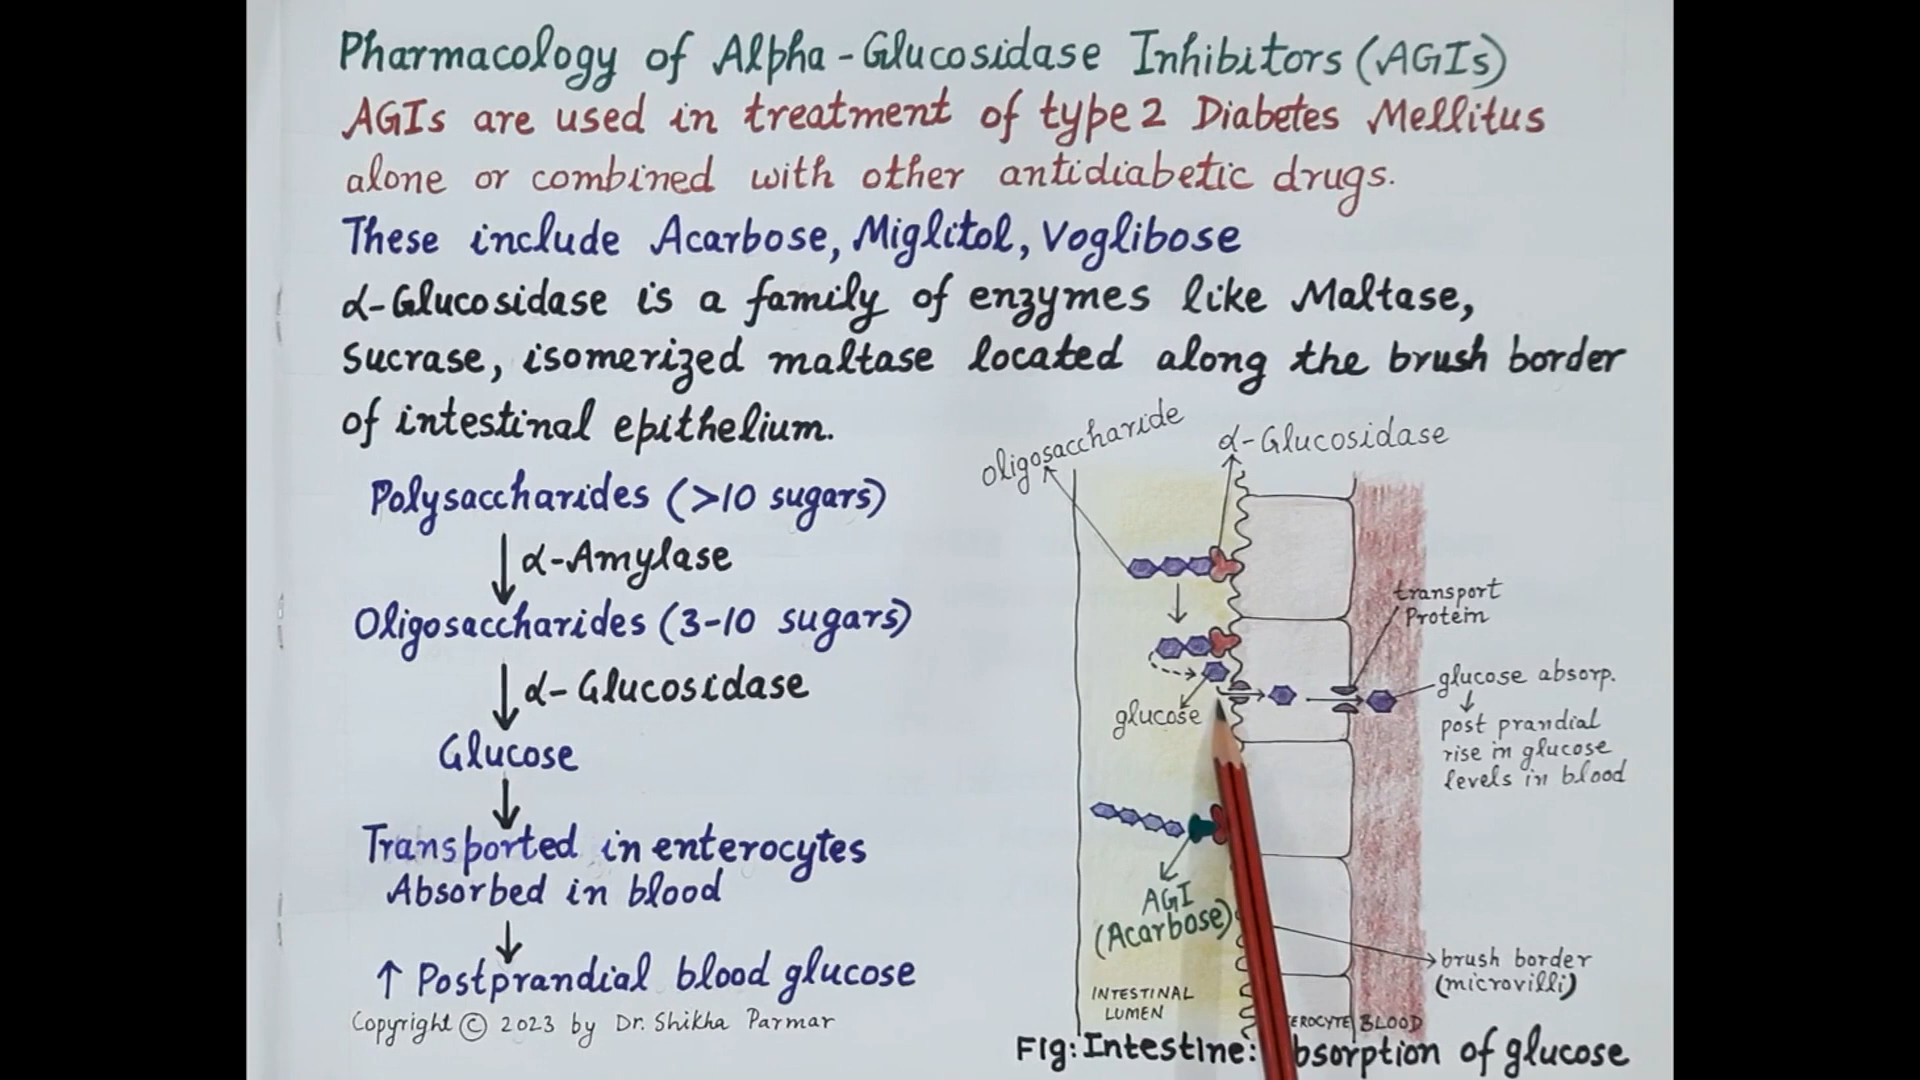 Pharmacology of Alpha-Glucosidase Inhibitors (AGIs)
AGIs are used in treatment of type 2 Diabetes Mellitus
alone or combined with other antidiabetic drugs.
These include Acarbose, Miglitol, Voglibose
α-Glucosidase is a family of enzymes like Maltase,
Sucrase, isomerized maltase located along the brush border
of intestinal epithelium.
Polysaccharides (>10 sugars)
↓ α-Amylase
Oligosaccharides (3-10 sugars)
↓ α-Glucosidase
Glucose
↓
Transported in enterocytes
Absorbed in blood
↓
↑ Postprandial blood glucose
Copyright © 2023 by Dr. Shikha Parmar
oligosaccharide
α-Glucosidase
transport
Protein
glucose
glucose absorp.
↓
post prandial
rise in glucose
levels in blood
AGI
(Acarbose)
brush border
(microvilli)
INTESTINAL
LUMEN
EROCYTE
BLOOD
Fig: Intestine: bsorption of glucose